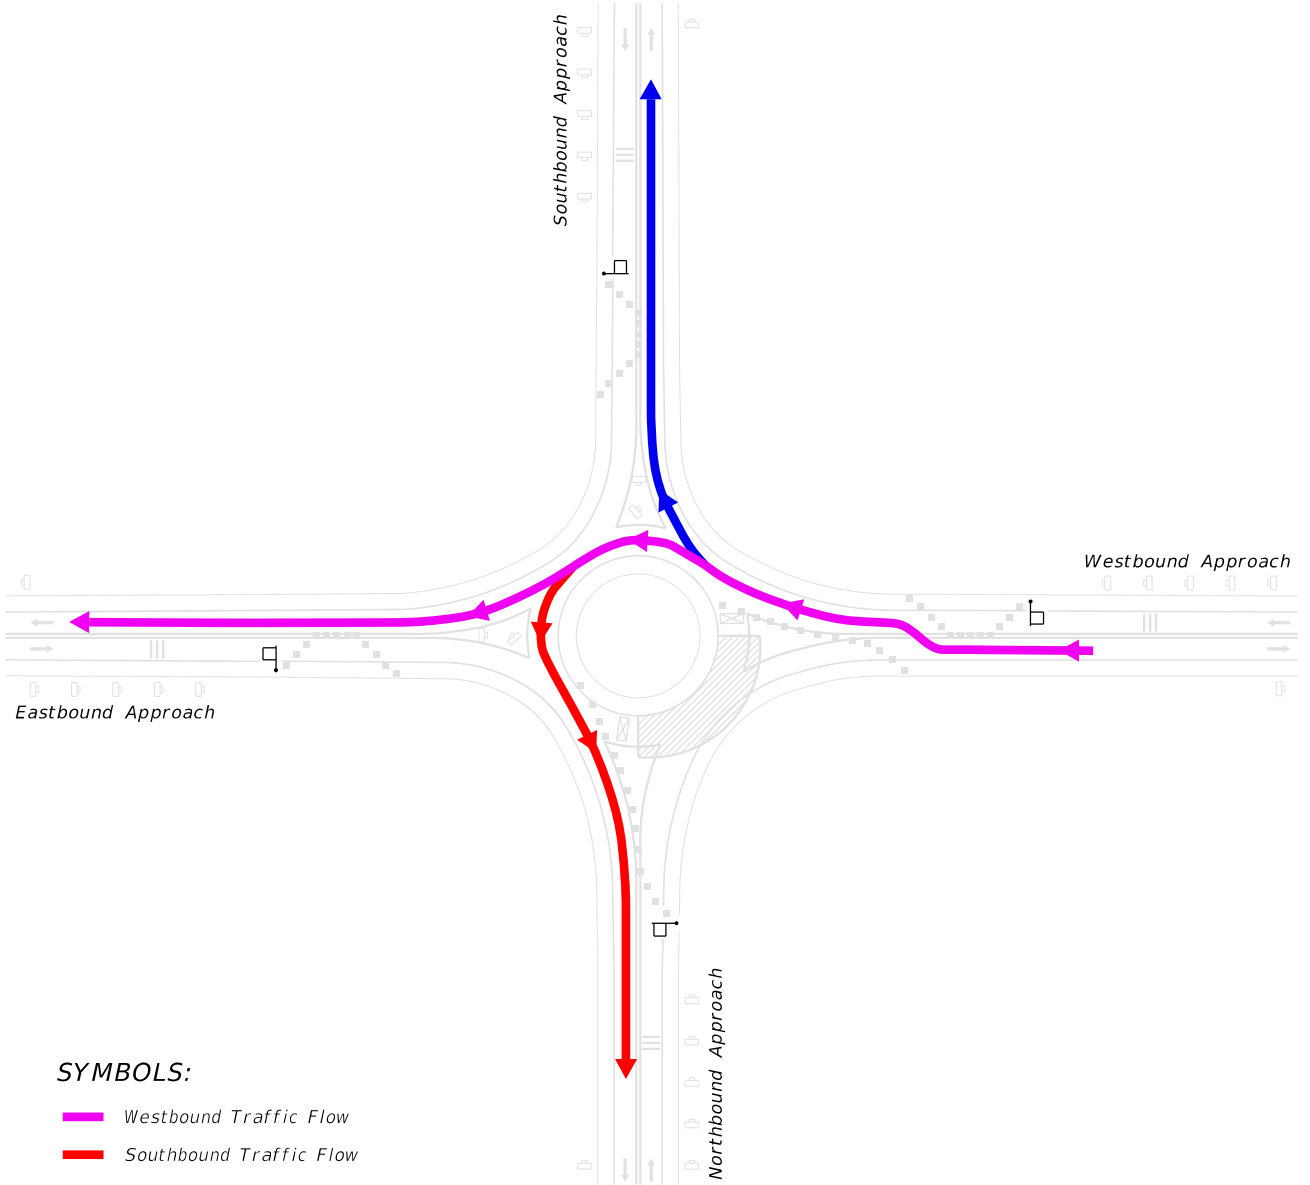 Southbound Approach
Westbound Approach
Eastbound Approach
Northbound Approach
SYMBOLS:
Westbound Traffic Flow
Southbound Traffic Flow